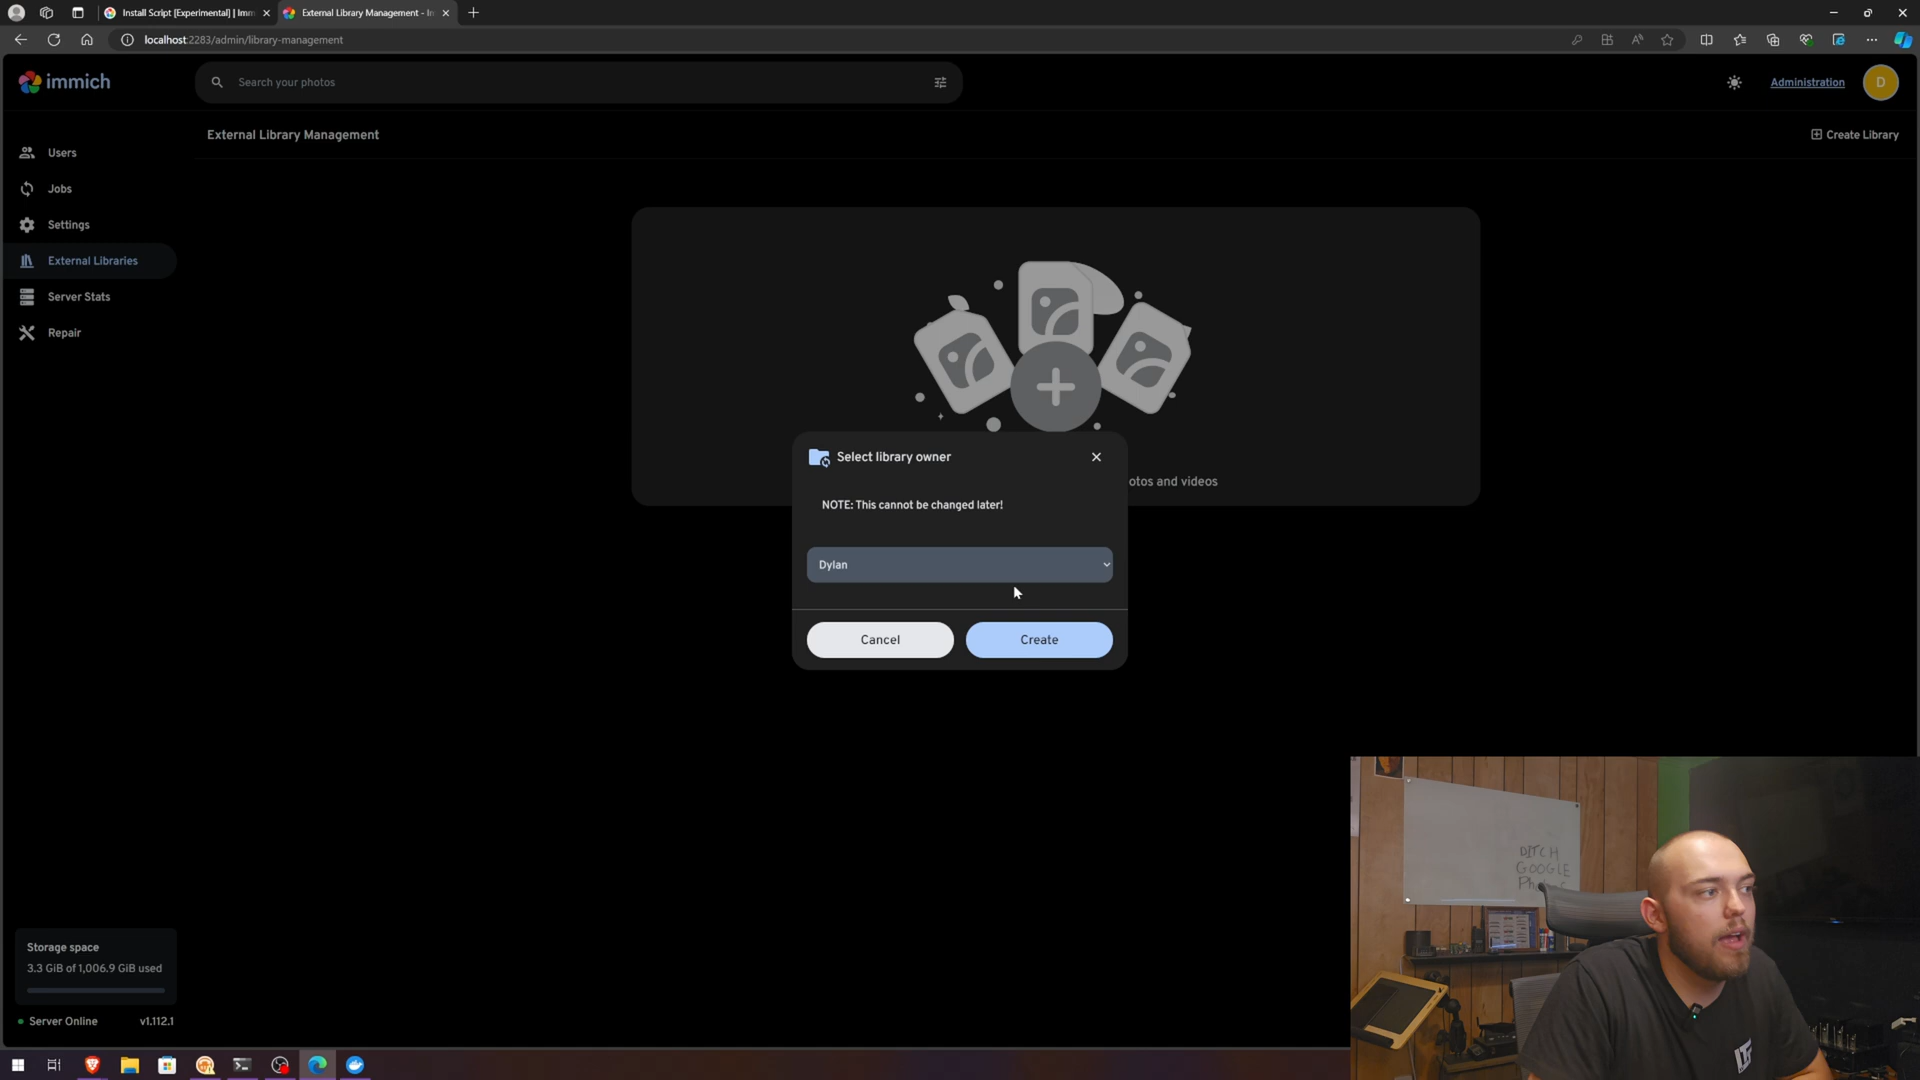 Install Script [Experimental] | Imm
External Library Management - In
localhost:2283/admin/library-management
immich
Search your photos
Administration
D
External Library Management
Create Library
Users
Jobs
Settings
External Libraries
Server Stats
Repair
otos and videos
Select library owner
NOTE: This cannot be changed later!
Dylan
Cancel
Create
DITCH
GOOGLE
Photos
Storage space
3.3 GiB of 1,006.9 GiB used
Server Online
v1.112.1